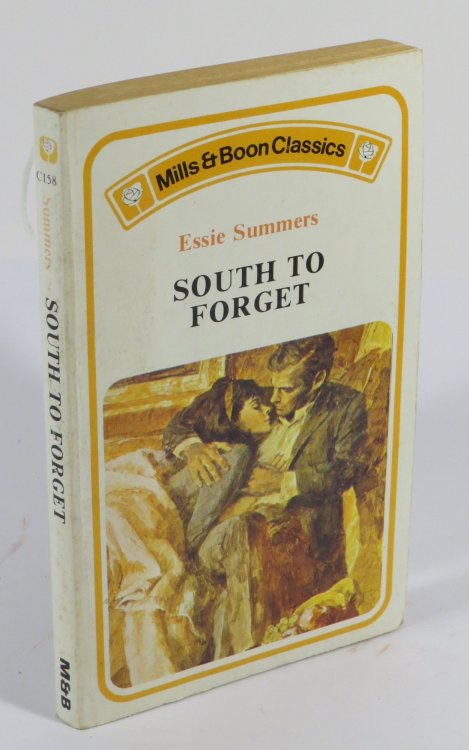 Mills & Boon Classics
Essie Summers
SOUTH TO
FORGET
C158
Summers
SOUTH TO FORGET
M&B